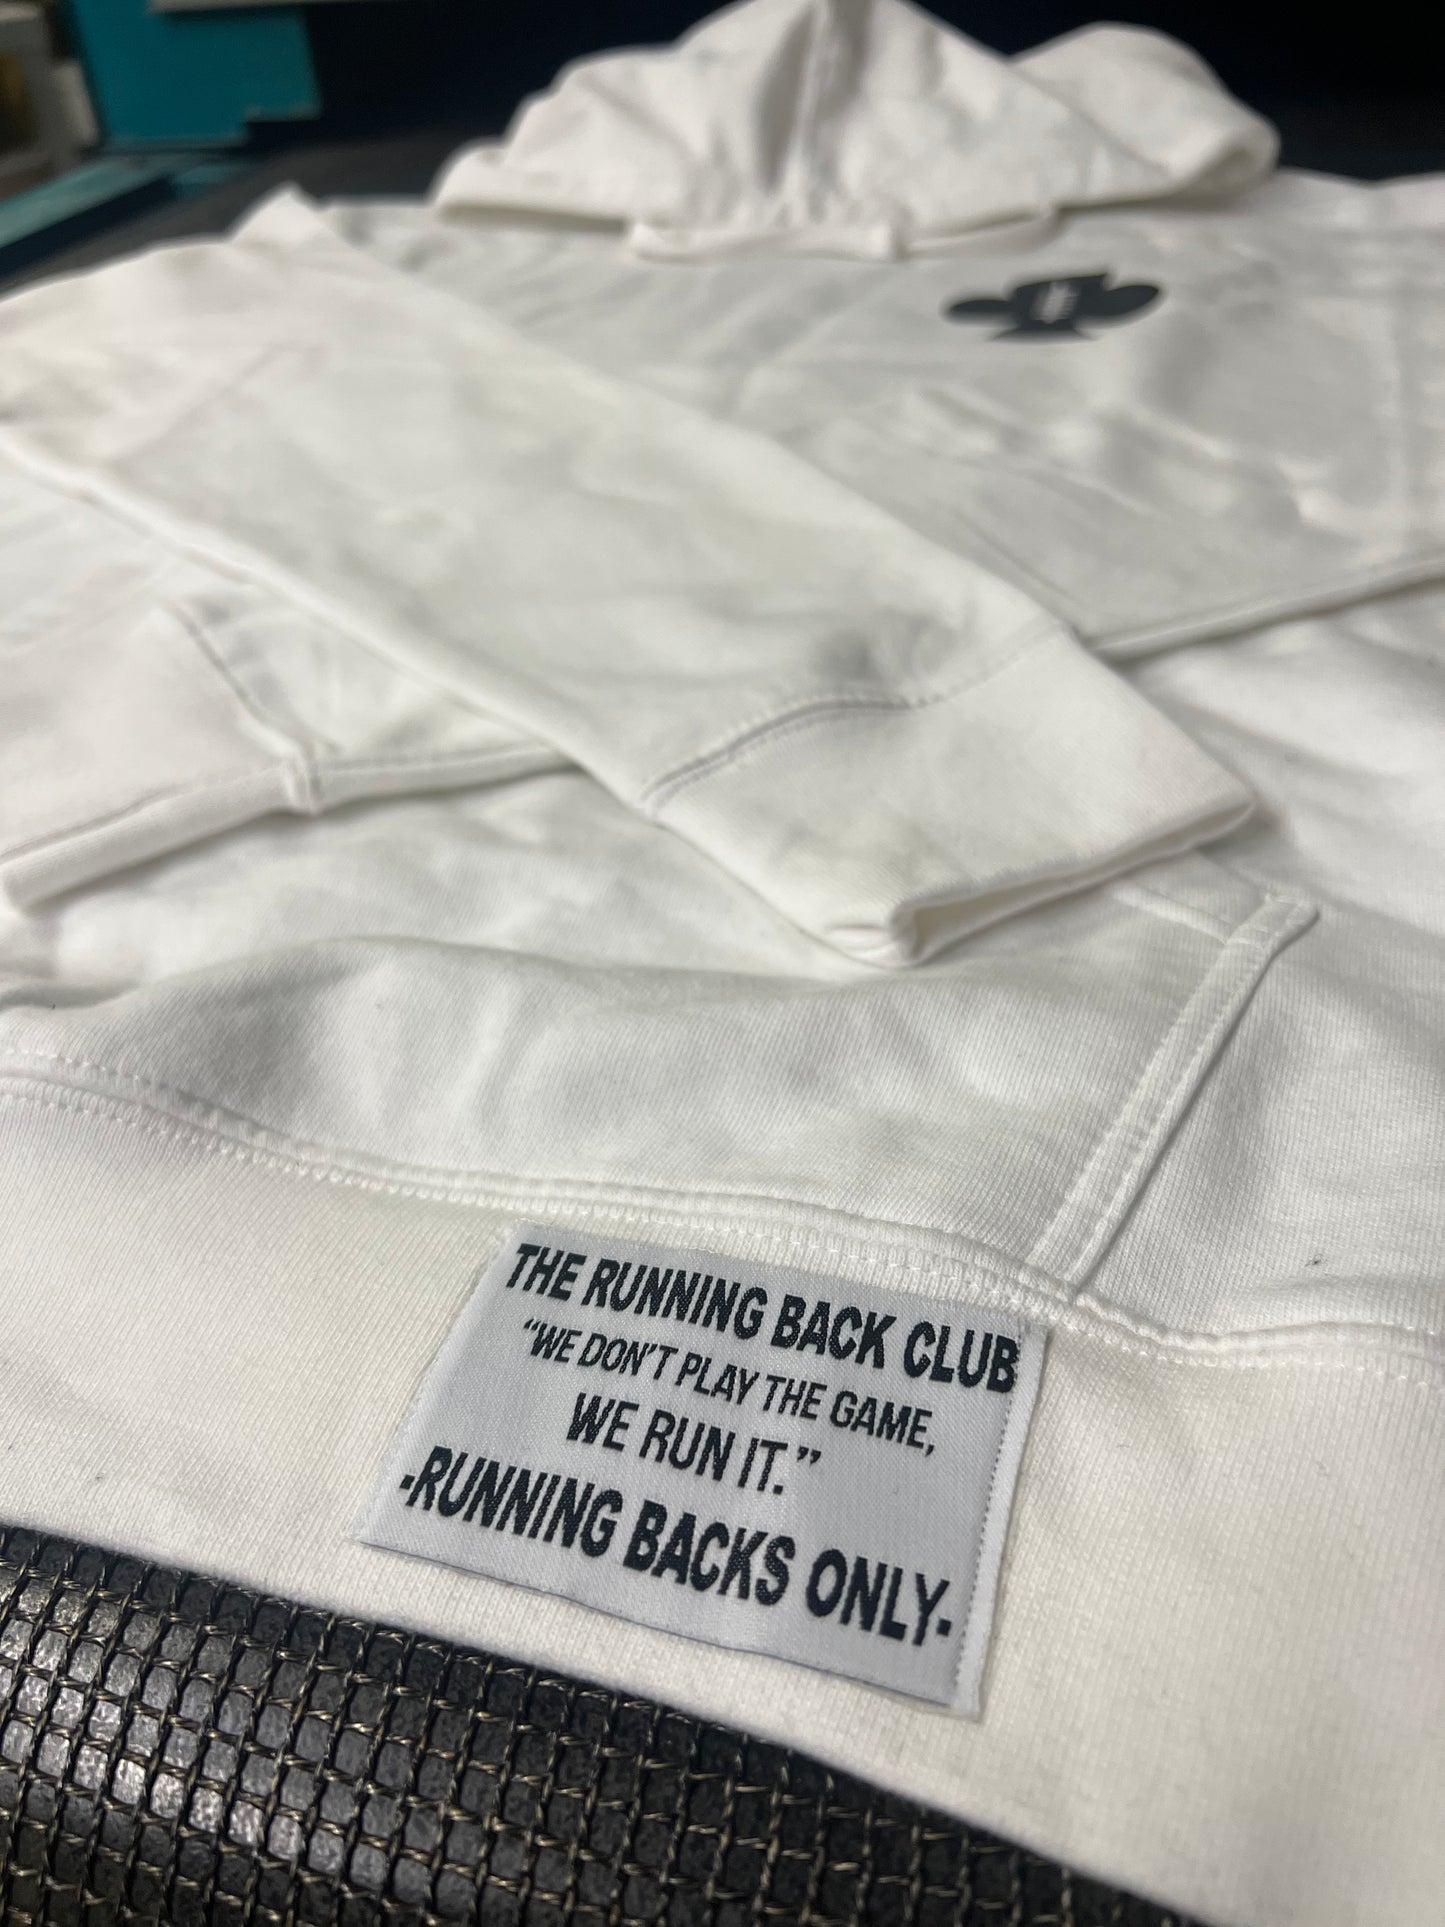 THE RUNNING BACK CLUB
“WE DON'T PLAY THE GAME,
WE RUN IT.”
-RUNNING BACKS ONLY-